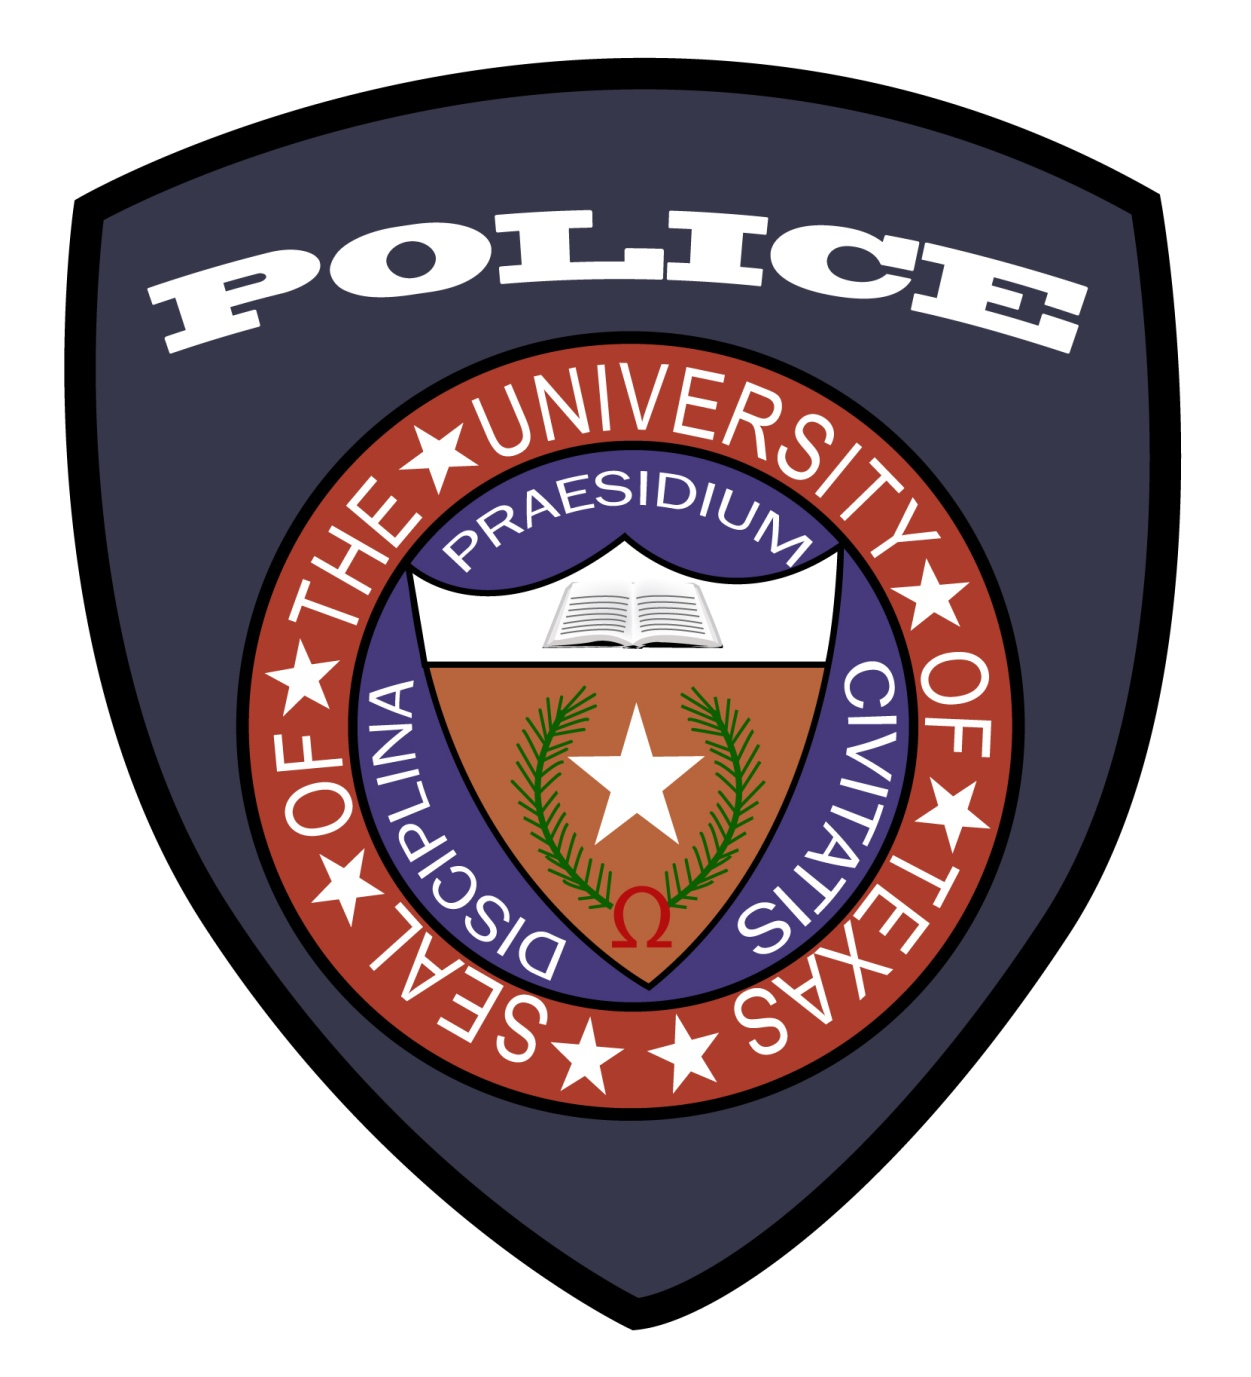 POLICE
SEAL ★ OF ★ THE ★ UNIVERSITY ★ OF ★ TEXAS ★ ★
DISCIPLINA PRAESIDIUM CIVITATIS
Ω